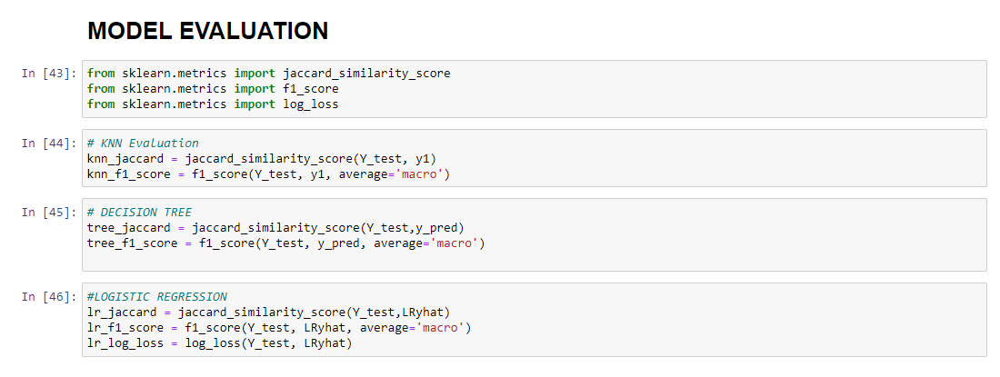 MODEL EVALUATION
In [43]: from sklearn.metrics import jaccard_similarity_score
from sklearn.metrics import f1_score
from sklearn.metrics import log_loss
In [44]: # KNN Evaluation
knn_jaccard = jaccard_similarity_score(Y_test, y1)
knn_f1_score = f1_score(Y_test, y1, average='macro')
In [45]: # DECISION TREE
tree_jaccard = jaccard_similarity_score(Y_test,y_pred)
tree_f1_score = f1_score(Y_test, y_pred, average='macro')
In [46]: #LOGISTIC REGRESSION
lr_jaccard = jaccard_similarity_score(Y_test,LRyhat)
lr_f1_score = f1_score(Y_test, LRyhat, average='macro')
lr_log_loss = log_loss(Y_test, LRyhat)